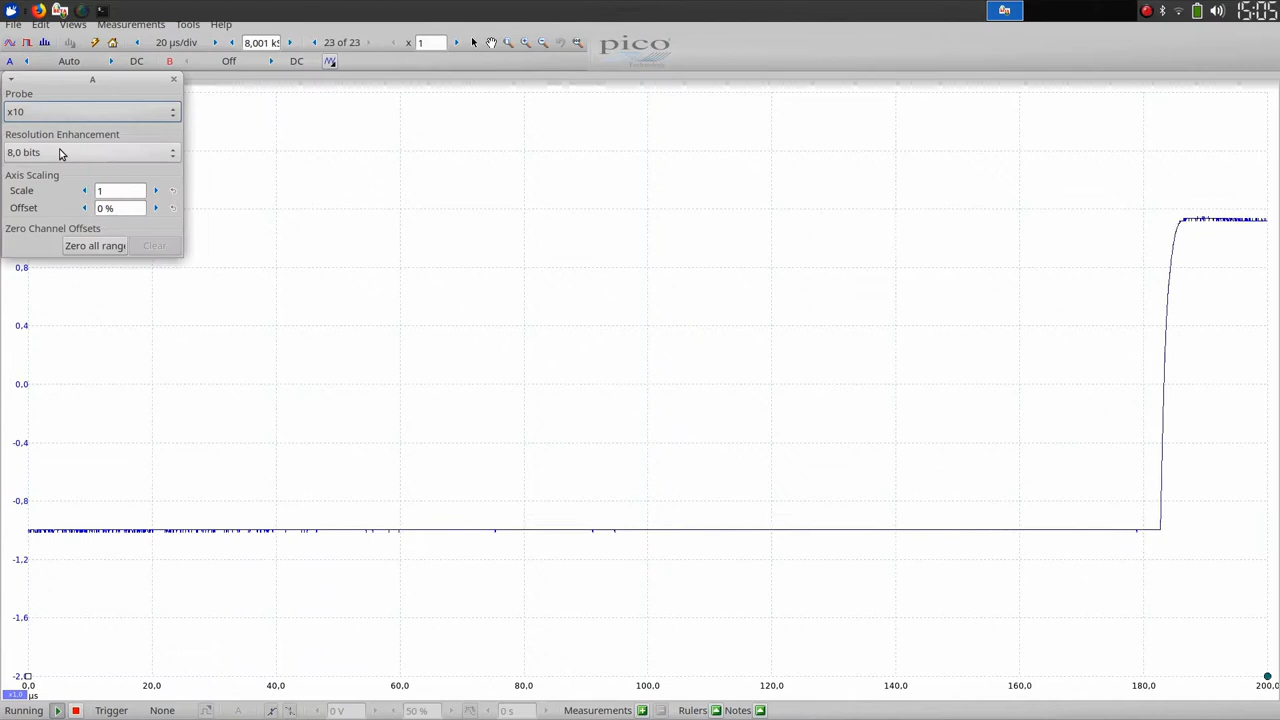 15:05
File Edit Views Measurements Tools Help
20 µs/div 8,001 kS 23 of 23 x 1
pico
Technology
A Auto DC B Off DC
A
Probe
x10
Resolution Enhancement
8,0 bits
Axis Scaling
Scale 1
Offset 0 %
Zero Channel Offsets
Zero all range Clear
0,8
0,4
0,0
-0,4
-0,8
-1,2
-1,6
-2,0
x1,0
0,0 20,0 40,0 60,0 80,0 100,0 120,0 140,0 160,0 180,0 200,0
µs
Running Trigger None A 0 V 50 % 0 s Measurements Rulers Notes